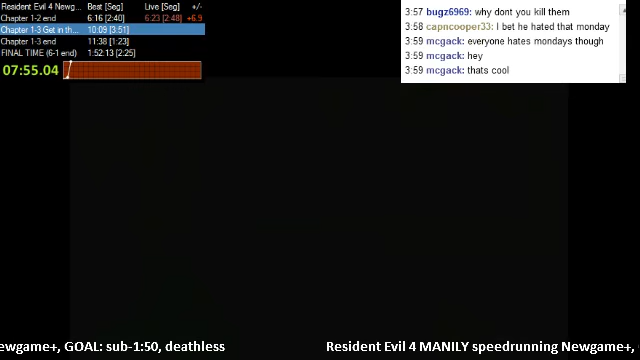 Resident Evil 4 Newg... Beat [Seg] Live [Seg] +/-
Chapter 1-2 end 6:16 [2:40] 6:23 [2:48] +6.9
Chapter 1-3 Get in th... 10:09 [3:51]
Chapter 1-3 end 11:38 [1:23]
FINAL TIME (6-1 end) 1:52:13 [2:25]
07:55.04
3:57 bugz6969: why dont you kill them
3:58 capncooper33: I bet he hated that monday
3:59 mcgack: everyone hates mondays though
3:59 mcgack: hey
3:59 mcgack: thats cool
ewgame+, GOAL: sub-1:50, deathless Resident Evil 4 MANILY speedrunning Newgame+,